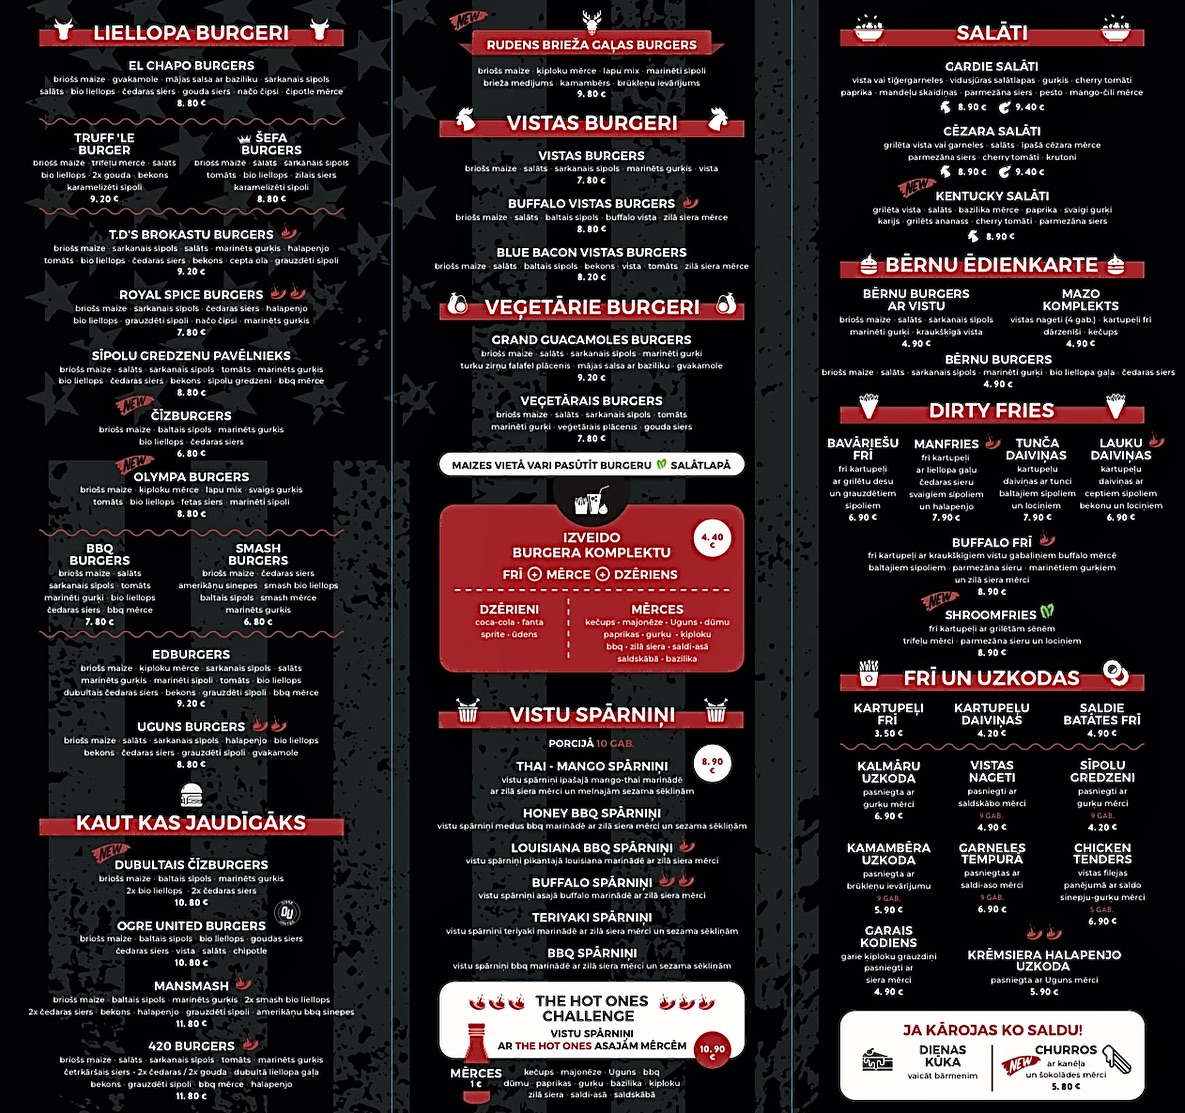 LIELLOPA BURGERI
EL CHAPO BURGERS
briošs maize · gvakamole · mājas salsa ar baziliku · sarkanais sīpols
salāts · bio liellops · čedaras siers · gouda siers · načo čipsi · čipotle mērce
8.80 €
TRUFF 'LE
BURGER
briošs maize · trifeļu mērce · salāts
bio liellops · 2x gouda · bekons
karamelizēti sīpoli
9.20 €
ŠEFA
BURGERS
briošs maize · salāts · sarkanais sīpols
tomāts · bio liellops · zilais siers
karamelizēti sīpoli
8.80 €
T.D'S BROKASTU BURGERS
briošs maize · sarkanais sīpols · salāts · marinēts gurķis · halapenjo
tomāts · bio liellops · čedaras siers · bekons · cepta ola · grauzdēti sīpoli
9.20 €
ROYAL SPICE BURGERS
briošs maize · sarkanais sīpols · čedaras siers · halapenjo
bio liellops · grauzdēti sīpoli · načo čipsi · marinēts gurķis
7.80 €
SĪPOLU GREDZENU PAVĒLNIEKS
briošs maize · salāts · sarkanais sīpols · tomāts · marinēts gurķis
bio liellops · čedaras siers · bekons · sīpolu gredzeni · bbq mērce
8.80 €
NEW
ČĪZBURGERS
briošs maize · baltais sīpols · marinēts gurķis
bio liellops · čedaras siers
6.80 €
NEW
OLYMPA BURGERS
briošs maize · ķiploku mērce · lapu mix · svaigs gurķis
tomāts · bio liellops · fetas siers · marinēti sīpoli
8.80 €
BBQ
BURGERS
briošs maize · salāts
sarkanais sīpols · tomāts
marinēti gurķi · bio liellops
čedaras siers · bbq mērce
7.80 €
SMASH
BURGERS
briošs maize · čedaras siers
amerikāņu sinepes · smash bio liellops
baltais sīpols · smash mērce
marinēts gurķis
6.80 €
EDBURGERS
briošs maize · ķiploku mērce · sarkanais sīpols · salāts
marinēts gurķis · marinēti sīpoli · tomāts · bio liellops
dubultais čedaras siers · bekons · grauzdēti sīpoli · bbq mērce
9.20 €
UGUNS BURGERS
briošs maize · salāts · sarkanais sīpols · halapenjo · bio liellops
bekons · čedaras siers · grauzdēti sīpoli · gvakamole
8.80 €
KAUT KAS JAUDĪGĀKS
NEW
DUBULTAIS ČĪZBURGERS
briošs maize · baltais sīpols · marinēts gurķis
2x bio liellops · 2x čedaras siers
10.80 €
OGRE UNITED BURGERS
OU
briošs maize · baltais sīpols · bio liellops · goudas siers
čedaras siers · vista · salāts · chipotle
10.80 €
MANSMASH
briošs maize · baltais sīpols · marinēts gurķis · 2x smash bio liellops
2x čedaras siers · bekons · halapenjo · grauzdēti sīpoli · amerikāņu bbq sinepes
11.80 €
420 BURGERS
briošs maize · salāts · sarkanais sīpols · tomāts · marinēts gurķis
četrkāršais siers - 2x čedaras / 2x gouda · dubultā liellopa gaļa
bekons · grauzdēti sīpoli · bbq mērce · halapenjo
11.80 €
NEW
RUDENS BRIEŽA GAĻAS BURGERS
briošs maize · ķiploku mērce · lapu mix · marinēti sīpoli
brieža medijums · kamambērs · brūkleņu ievārījums
9.80 €
VISTAS BURGERI
VISTAS BURGERS
briošs maize · salāts · sarkanais sīpols · marinēts gurķis · vista
7.80 €
BUFFALO VISTAS BURGERS
briošs maize · salāts · baltais sīpols · buffalo vista · zilā siera mērce
8.80 €
BLUE BACON VISTAS BURGERS
briošs maize · salāts · baltais sīpols · bekons · vista · tomāts · zilā siera mērce
8.20 €
VEĢETĀRIE BURGERI
GRAND GUACAMOLES BURGERS
briošs maize · salāts · sarkanais sīpols · marinēti gurķi
turku zirņu falafel plācenis · mājas salsa ar baziliku · gvakamole
9.20 €
VEĢETĀRAIS BURGERS
briošs maize · salāts · sarkanais sīpols · tomāts
marinēti gurķi · veģetārais plācenis · gouda siers
7.80 €
MAIZES VIETĀ VARI PASŪTĪT BURGERU SALĀTLAPĀ
IZVEIDO
BURGERA KOMPLEKTU
4.40
€
FRĪ + MĒRCE + DZĒRIENS
DZĒRIENI
coca-cola · fanta
sprite · ūdens
MĒRCES
kečups · majonēze · Uguns · dūmu
paprikas · gurķu · ķiploku
bbq · zilā siera · saldi-asā
saldskābā · bazilika
VISTU SPĀRNIŅI
PORCIJĀ 10 GAB.
8.90
€
THAI - MANGO SPĀRNIŅI
vistu spārniņi īpašajā mango-thai marinādē
ar zilā siera mērci un melnajām sezama sēkliņām
HONEY BBQ SPĀRNIŅI
vistu spārniņi medus bbq marinādē ar zilā siera mērci un sezama sēkliņām
LOUISIANA BBQ SPĀRNIŅI
vistu spārniņi pikantajā louisiana marinādē ar zilā siera mērci
BUFFALO SPĀRNIŅI
vistu spārniņi asajā buffalo marinādē ar zilā siera mērci
TERIYAKI SPĀRNIŅI
vistu spārniņi teriyaki marinādē ar zilā siera mērci un sezama sēkliņām
BBQ SPĀRNIŅI
vistu spārniņi bbq marinādē ar zilā siera mērci un sezama sēkliņām
THE HOT ONES
CHALLENGE
VISTU SPĀRNIŅI
AR THE HOT ONES ASAJĀM MĒRCĒM
10.90
€
MĒRCES
1 €
kečups · majonēze · Uguns · bbq
dūmu · paprikas · gurķu · bazilika · ķiploku
zilā siera · saldi-asā · saldskābā
SALĀTI
GARDIE SALĀTI
vista vai tīģergarneles · vidusjūras salātlapas · gurķis · cherry tomāti
paprika · mandeļu skaidiņas · parmezāna siers · pesto · mango-čili mērce
8.90 € 9.40 €
CĒZARA SALĀTI
grilēta vista vai garneles · salāts · īpašā cēzara mērce
parmezāna siers · cherry tomāti · krutoni
8.90 € 9.40 €
NEW
KENTUCKY SALĀTI
grilēta vista · salāts · bazilika mērce · paprika · svaigi gurķi
karijs · grilēts ananass · cherry tomāti · parmezāna siers
8.90 €
BĒRNU ĒDIENKARTE
BĒRNU BURGERS
AR VISTU
briošs maize · salāts · sarkanais sīpols
marinēti gurķi · kraukšķīgā vista
4.90 €
MAZO
KOMPLEKTS
vistas nageti (4 gab.) · kartupeļi frī
dārzenīši · kečups
4.90 €
BĒRNU BURGERS
briošs maize · salāts · sarkanais sīpols · marinēti gurķi · bio liellopa gaļa · čedaras siers
4.90 €
DIRTY FRIES
BAVĀRIEŠU
FRĪ
frī kartupeļi
ar grilētu desu
un grauzdētiem
sīpoliem
6.90 €
MANFRIES
frī kartupeļi
ar liellopa gaļu
čedaras sieru
svaigiem sīpoliem
un halapenjo
7.90 €
TUNČA
DAIVIŅAS
kartupeļu
daiviņas ar tunci
baltajiem sīpoliem
un lociņiem
7.90 €
LAUKU
DAIVIŅAS
kartupeļu
daiviņas ar
ceptiem sīpoliem
bekonu un lociņiem
6.90 €
BUFFALO FRĪ
frī kartupeļi ar kraukšķīgiem vistu gabaliņiem buffalo mērcē
baltajiem sīpoliem · parmezāna sieru · marinētiem gurķiem
un zilā siera mērci
8.90 €
NEW
SHROOMFRIES
frī kartupeļi ar grilētām sēnēm
trifeļu mērci · parmezāna sieru un lociņiem
8.90 €
FRĪ UN UZKODAS
KARTUPEĻI
FRĪ
3.50 €
KARTUPEĻU
DAIVIŅAS
4.20 €
SALDIE
BATĀTES FRĪ
4.90 €
KALMĀRU
UZKODA
pasniegta ar
gurķu mērci
6.90 €
VISTAS
NAGETI
pasniegta ar
saldskābo mērci
9 GAB.
4.90 €
SĪPOLU
GREDZENI
pasniegti ar
gurķu mērci
9 GAB.
4.20 €
KAMAMBĒRA
UZKODA
pasniegta ar
brūkleņu ievārījumu
9 GAB.
5.90 €
GARNELES
TEMPURĀ
pasniegtas ar
saldi-aso mērci
9 GAB.
6.90 €
CHICKEN
TENDERS
vistas filejas
panējumā ar saldo
sinepju-gurķu mērci
5 GAB.
6.90 €
GARAIS
KODIENS
garie ķiploku grauzdiņi
pasniegti ar
siera mērci
4.90 €
KRĒMSIERA HALAPENJO
UZKODA
pasniegta ar Uguns mērci
5.90 €
JA KĀROJAS KO SALDU!
DIENAS
KŪKA
vaicāt bārmenim
NEW
CHURROS
ar kanēļa
un šokolādes mērci
5.80 €